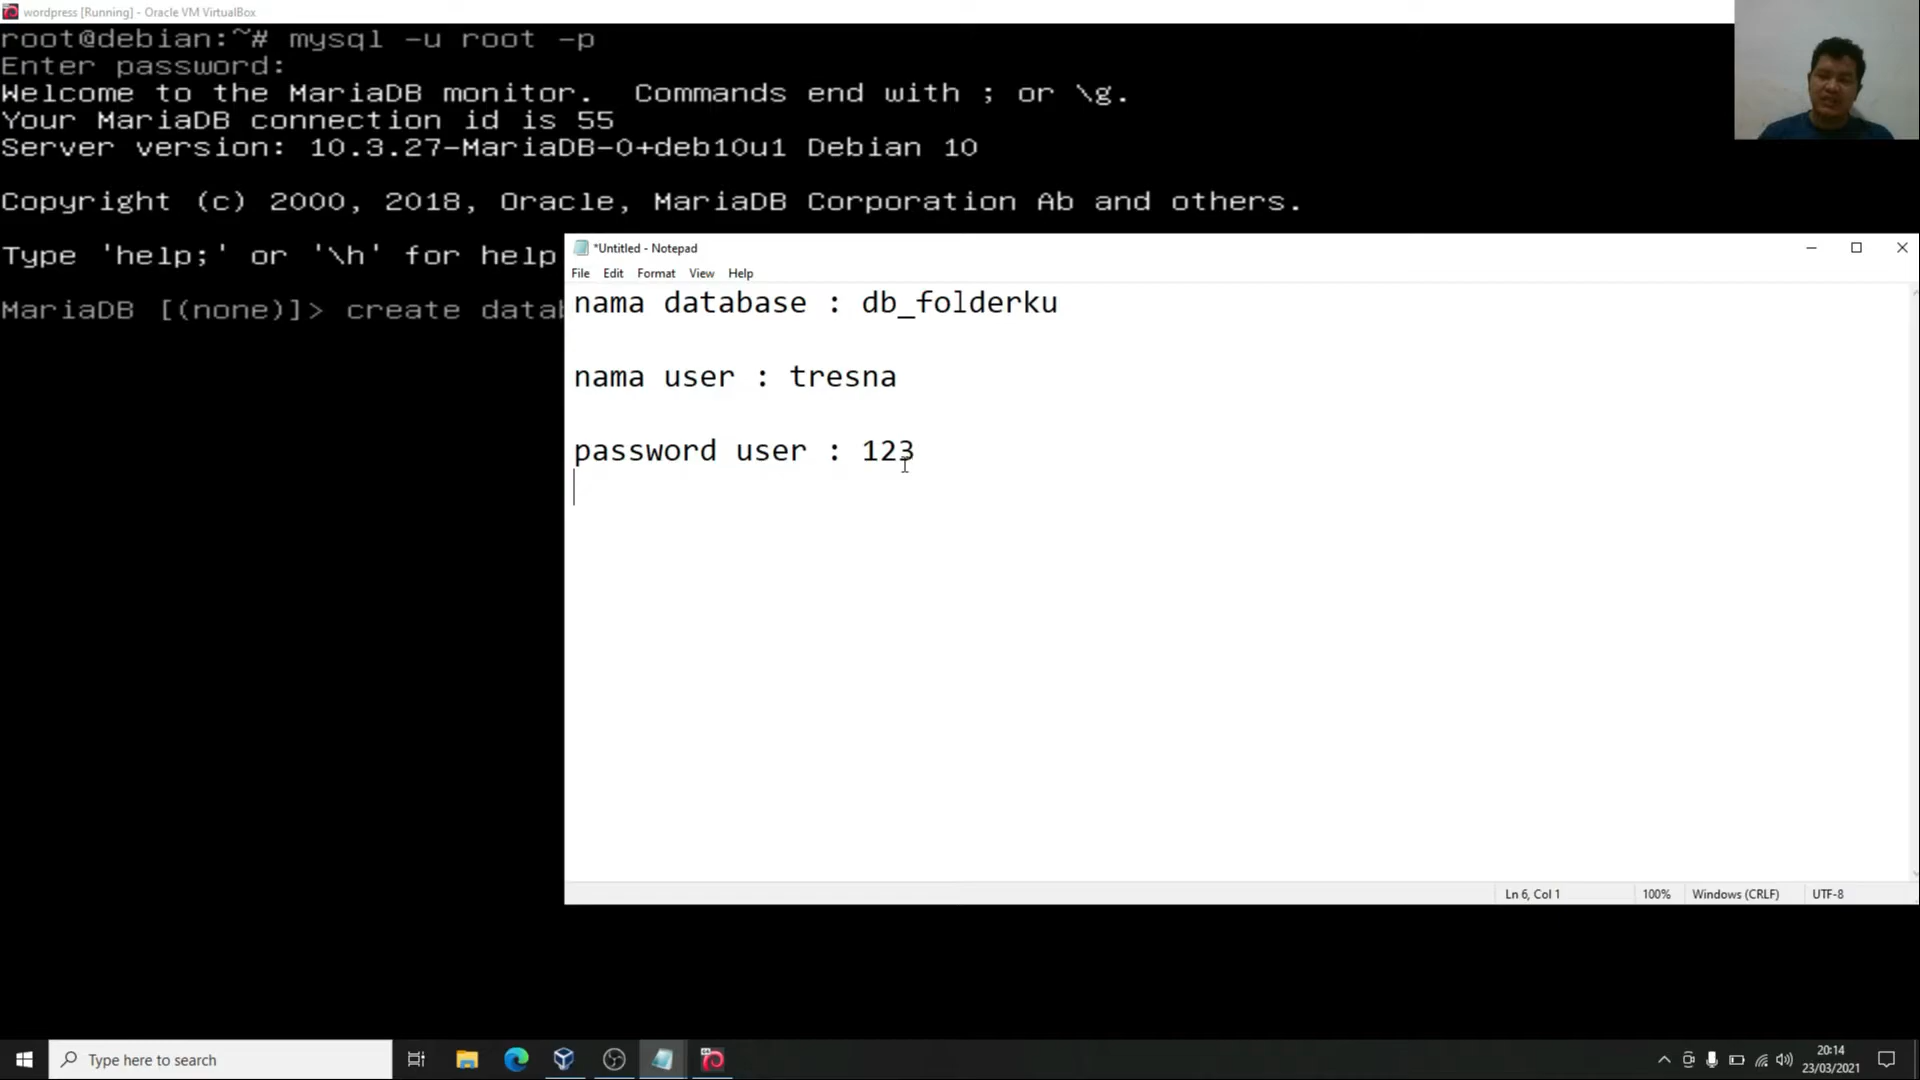 wordpress [Running] - Oracle VM VirtualBox
root@debian:~# mysql -u root -p
Enter password:
Welcome to the MariaDB monitor.  Commands end with ; or \g.
Your MariaDB connection id is 55
Server version: 10.3.27-MariaDB-0+deb10u1 Debian 10
Copyright (c) 2000, 2018, Oracle, MariaDB Corporation Ab and others.
Type 'help;' or '\h' for help
MariaDB [(none)]> create datab
*Untitled - Notepad
File Edit Format View Help
nama database : db_folderku
nama user : tresna
password user : 123
Ln 6, Col 1 100% Windows (CRLF) UTF-8
Type here to search
20:14
23/03/2021